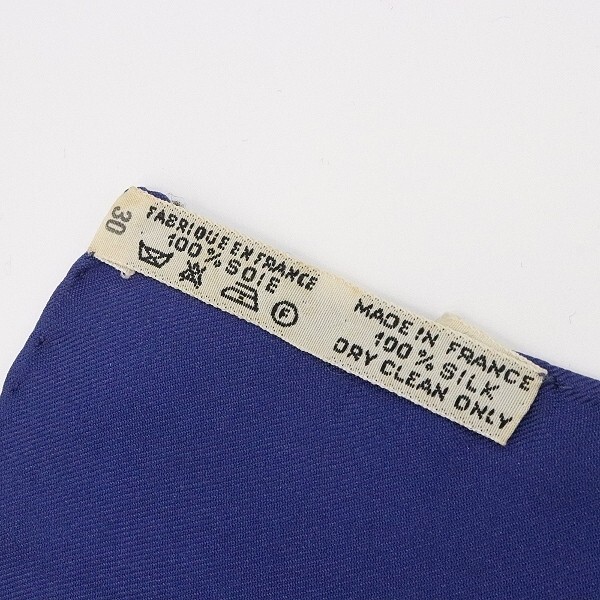 30
FABRIQUE EN FRANCE
100% SOIE
F
MADE IN FRANCE
100% SILK
DRY CLEAN ONLY